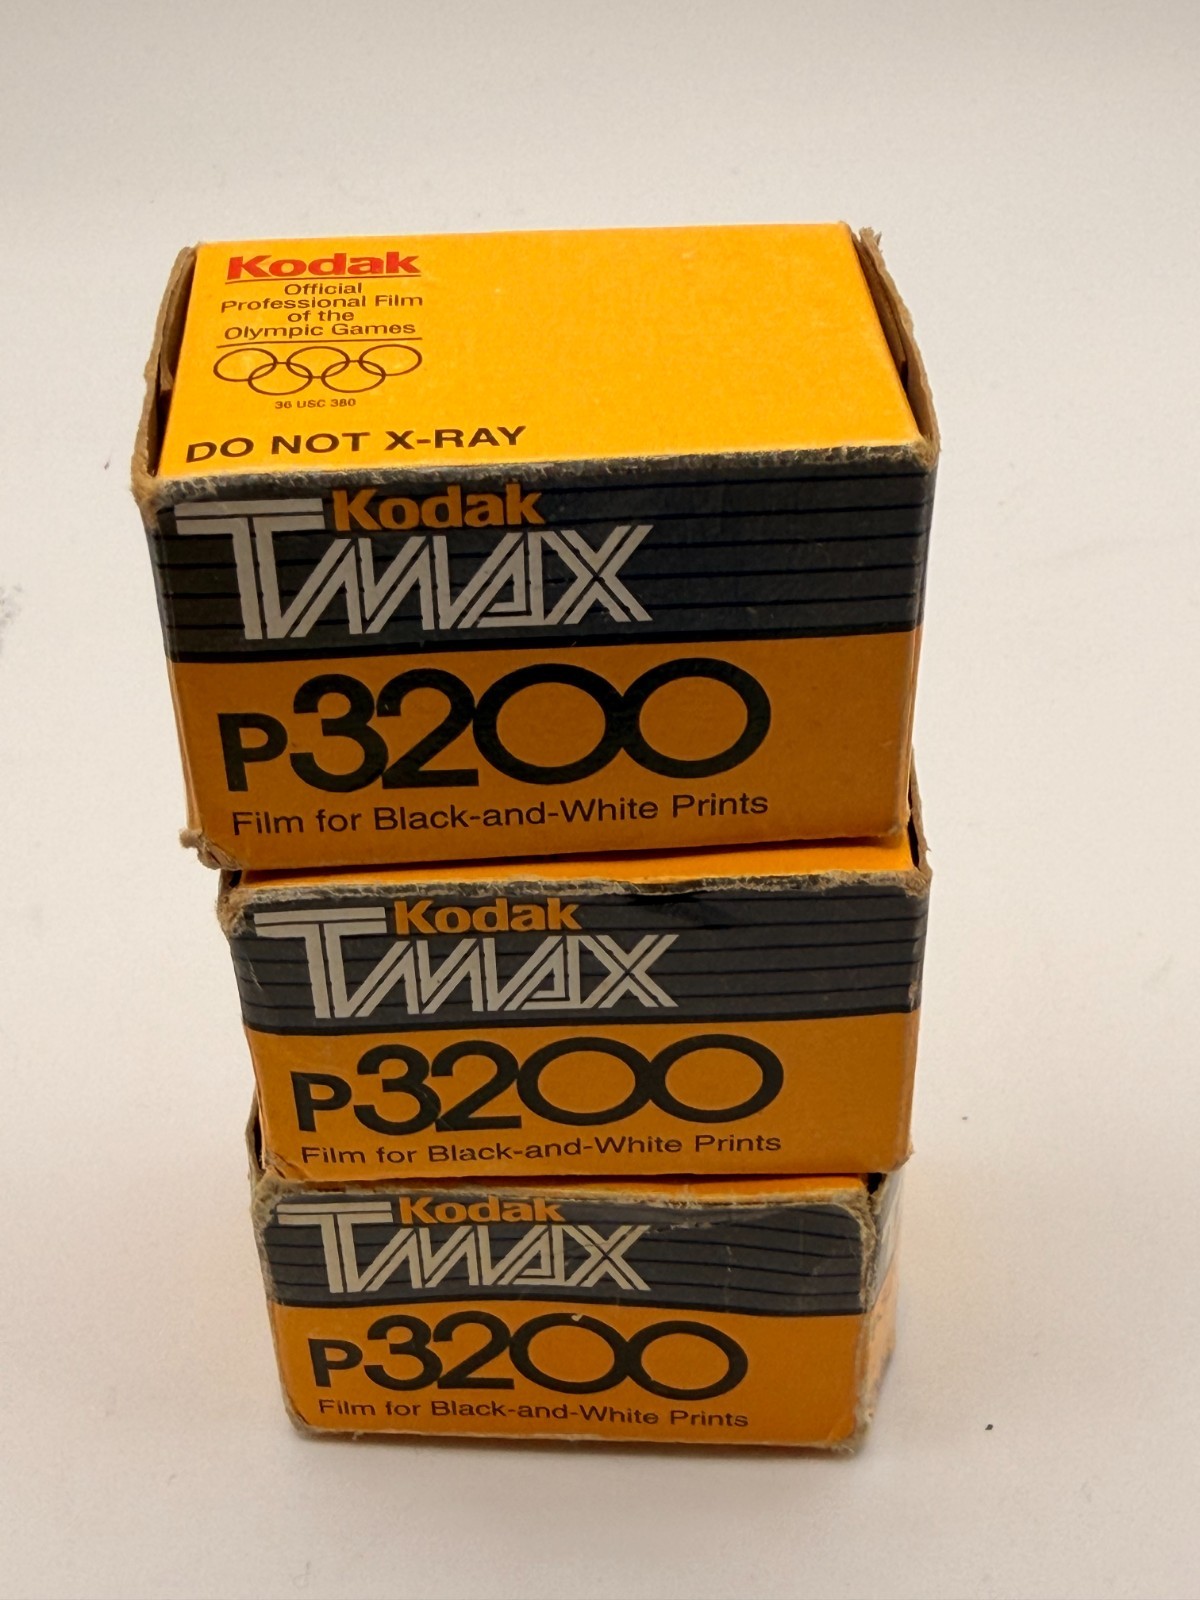 Kodak
Official
Professional Film
of the
Olympic Games
36 USC 380
DO NOT X-RAY
Kodak
TMAX
P3200
Film for Black-and-White Prints
Kodak
TMAX
P3200
Film for Black-and-White Prints
Kodak
TMAX
P3200
Film for Black-and-White Prints